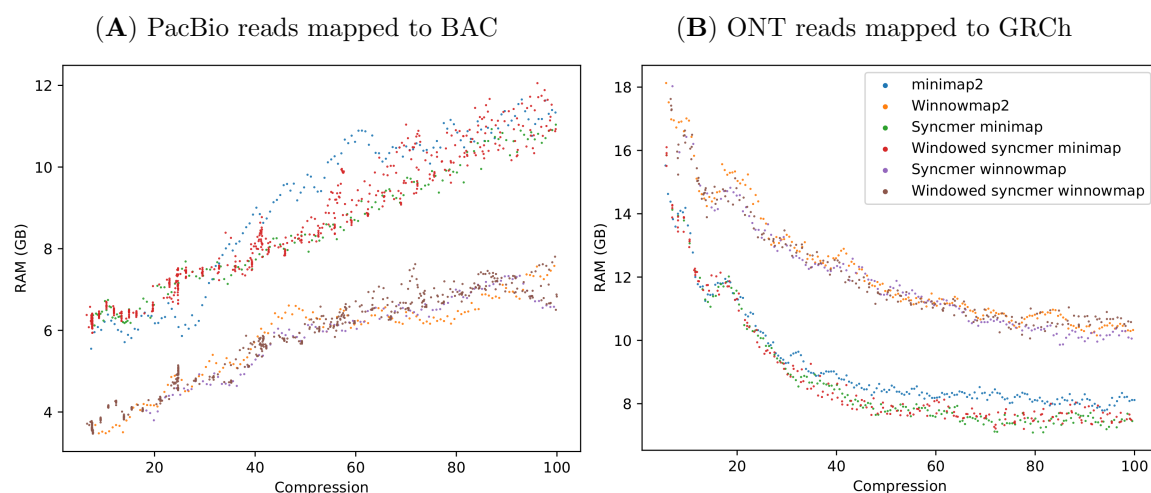 (A) PacBio reads mapped to BAC
12
10
8
6
4
RAM (GB)
20
40
60
80
100
Compression
(B) ONT reads mapped to GRCh
18
16
14
12
10
8
RAM (GB)
20
40
60
80
100
Compression
minimap2
Winnowmap2
Syncmer minimap
Windowed syncmer minimap
Syncmer winnowmap
Windowed syncmer winnowmap